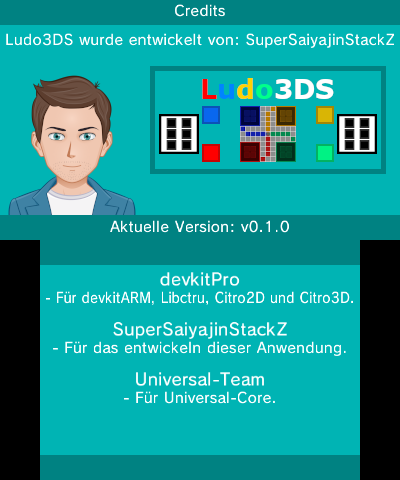 Credits
Ludo3DS wurde entwickelt von: SuperSaiyajinStackZ
Ludo3DS
Aktuelle Version: v0.1.0
devkitPro
- Für devkitARM, Libctru, Citro2D und Citro3D.
SuperSaiyajinStackZ
- Für das entwickeln dieser Anwendung.
Universal-Team
- Für Universal-Core.